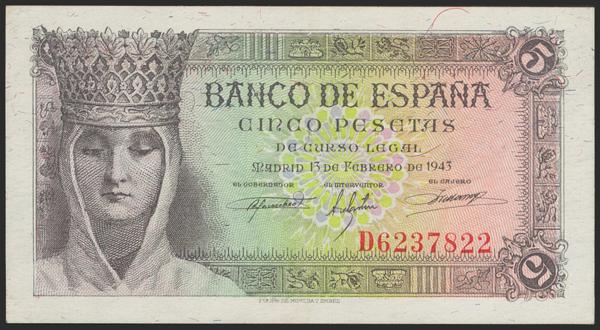 5
BANCO DE ESPAÑA
CINCO PESETAS
DE CURSO LEGAL
MADRID 13 DE FEBRERO DE 1943
EL GOBERNADOR EL INTERVENTOR EL CAJERO
D6237822
5